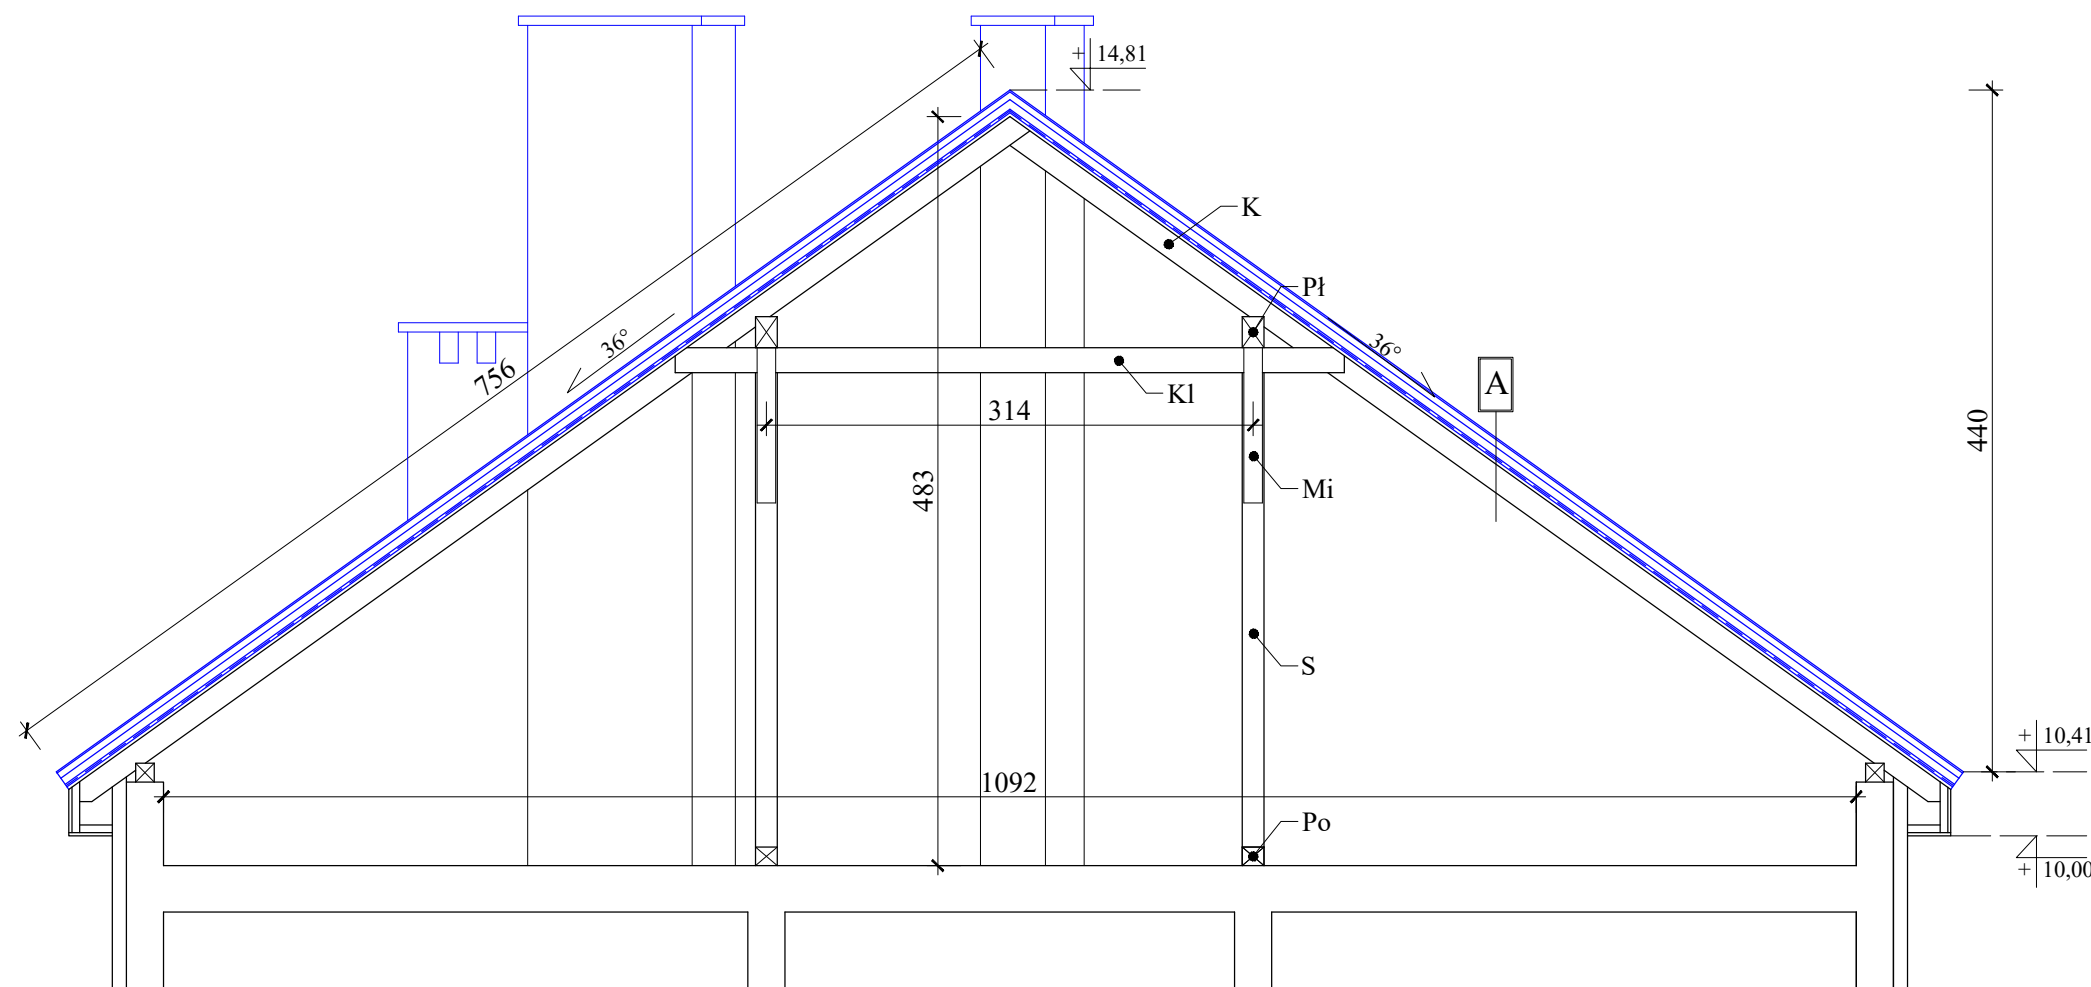 + 14,81
K
Pł
36°
36°
756
A
Kl
314
440
483
Mi
S
+ 10,41
1092
Po
+ 10,00